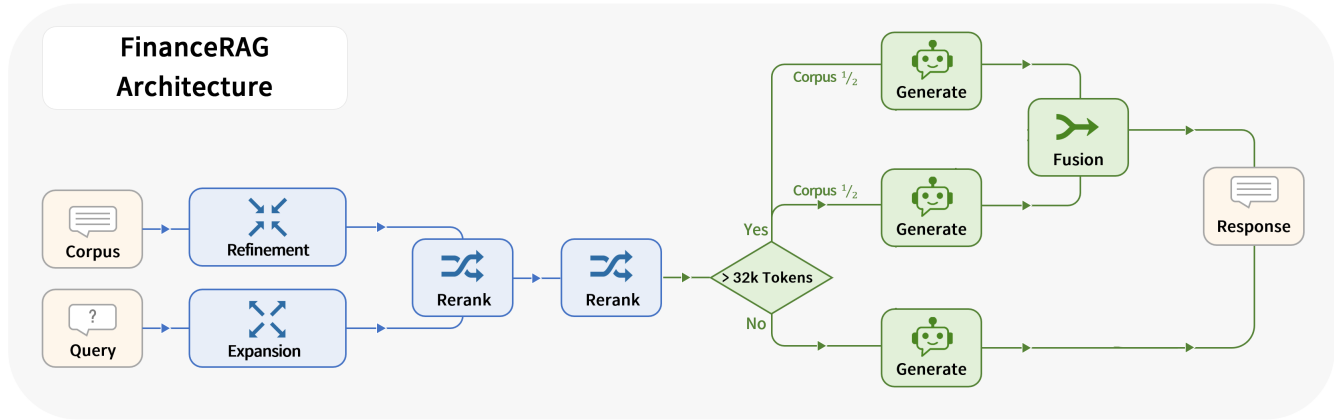 FinanceRAG
Architecture
Corpus
Refinement
Query
?
Expansion
Rerank
Rerank
> 32k Tokens
Yes
No
Corpus ½
Corpus ½
Generate
Generate
Generate
Fusion
Response